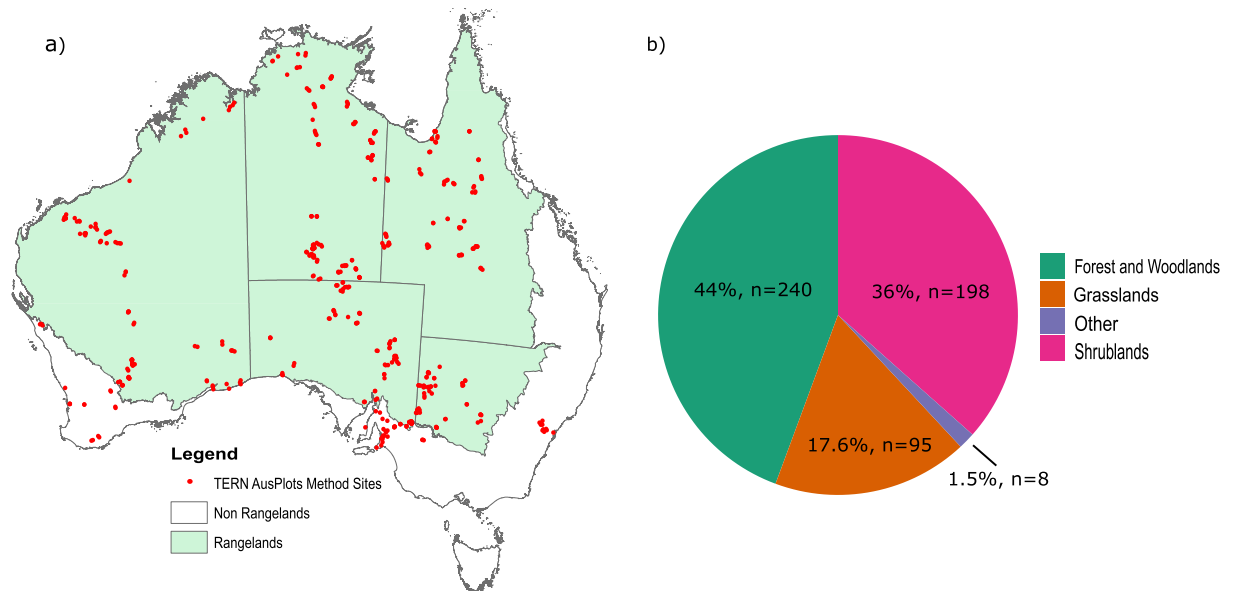 a)
Legend
TERN AusPlots Method Sites
Non Rangelands
Rangelands
b)
44%, n=240
36%, n=198
17.6%, n=95
1.5%, n=8
Forest and Woodlands
Grasslands
Other
Shrublands